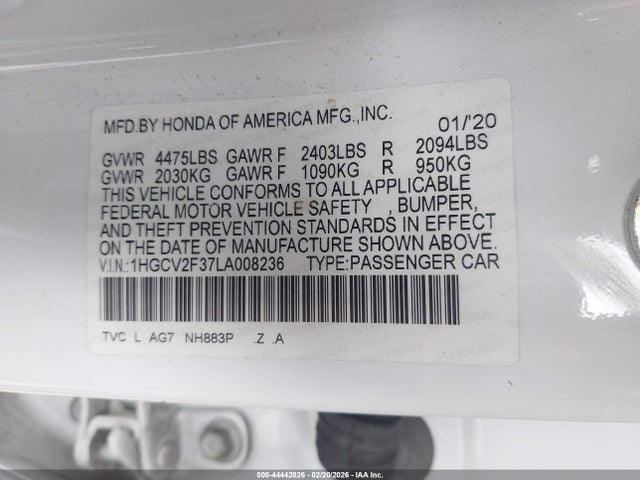 MFD.BY HONDA OF AMERICA MFG.,INC. 01/'20
GVWR 4475LBS GAWR F 2403LBS R 2094LBS
GVWR 2030KG GAWR F 1090KG R 950KG
THIS VEHICLE CONFORMS TO ALL APPLICABLE
FEDERAL MOTOR VEHICLE SAFETY , BUMPER,
AND THEFT PREVENTION STANDARDS IN EFFECT
ON THE DATE OF MANUFACTURE SHOWN ABOVE.
V.I.N.:1HGCV2F37LA008236 TYPE:PASSENGER CAR
TVC L AG7 NH883P .Z .A
000-44442826 | 02/20/2026 | IAA Inc.